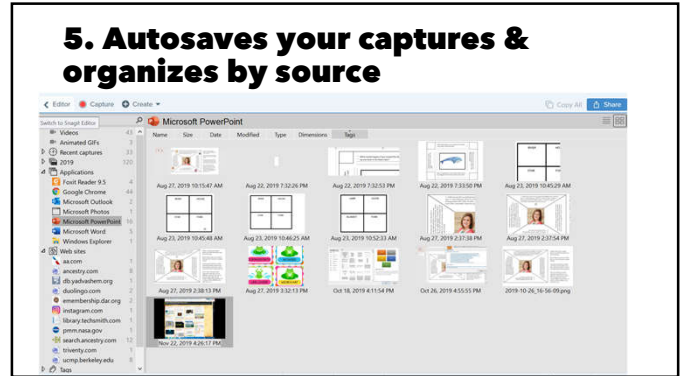 5. Autosaves your captures &
organizes by source
Editor Capture Create Copy All Share
Switch to Snagit Editor Microsoft PowerPoint
Name Size Date Modified Type Dimensions Tags
Videos 43
Animated GIFs 3
Recent captures 33
2019 120
Applications
Foxit Reader 9.5 4
Google Chrome 44
Microsoft Outlook 2
Microsoft Photos 1
Microsoft PowerPoint 16
Microsoft Word 5
Windows Explorer 1
Web sites
aa.com 1
ancestry.com 8
db.yadvashem.org 1
duolingo.com 2
emembership.dar.org 2
instagram.com 1
library.techsmith.com 1
pmm.nasa.gov 1
search.ancestry.com 12
triventy.com 1
ucmp.berkeley.edu 8
Tags
Aug 27, 2019 10:15:47 AM Aug 22, 2019 7:32:26 PM Aug 22, 2019 7:32:53 PM Aug 22, 2019 7:33:50 PM Aug 23, 2019 10:45:29 AM
Aug 23, 2019 10:45:48 AM Aug 23, 2019 10:46:25 AM Aug 23, 2019 10:52:33 AM Aug 27, 2019 2:37:38 PM Aug 27, 2019 2:37:54 PM
Aug 27, 2019 2:38:13 PM Aug 27, 2019 3:32:13 PM Oct 18, 2019 4:11:54 PM Oct 26, 2019 4:55:55 PM 2019-10-26_16-56-09.png
Nov 22, 2019 4:26:17 PM